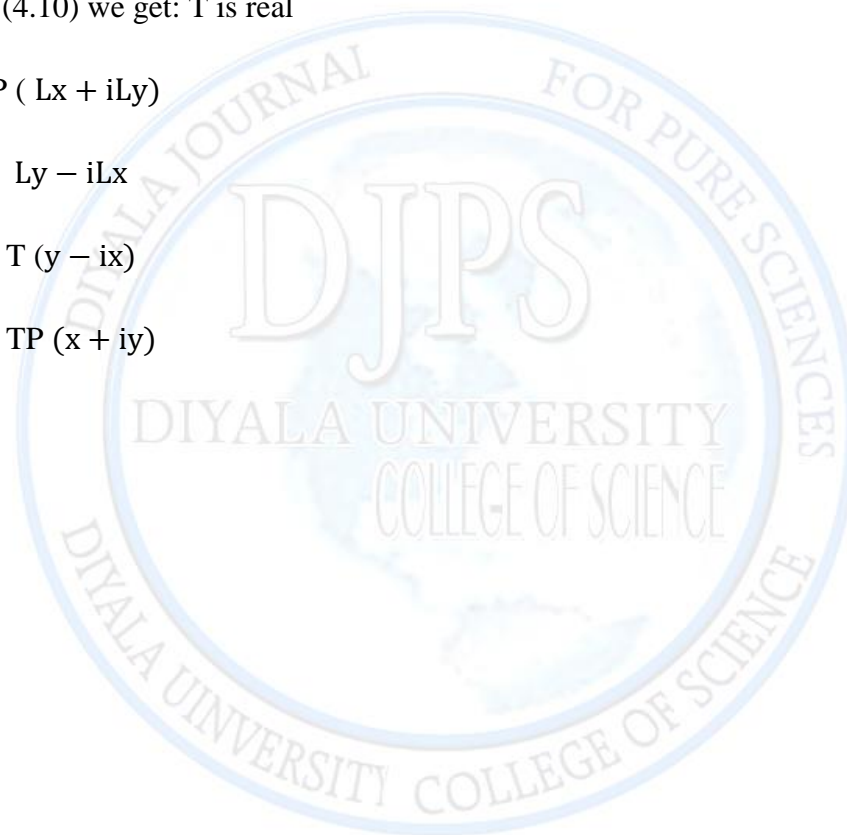 (4.10) we get: T is real
P ( Lx + iLy)
Ly − iLx
T (y − ix)
TP (x + iy)
DIYALA JOURNAL FOR PURE SCIENCES
DJPS
DIYALA UNIVERSITY
COLLEGE OF SCIENCE
DIYALA UINVERSITY COLLEGE OF SCIENCE